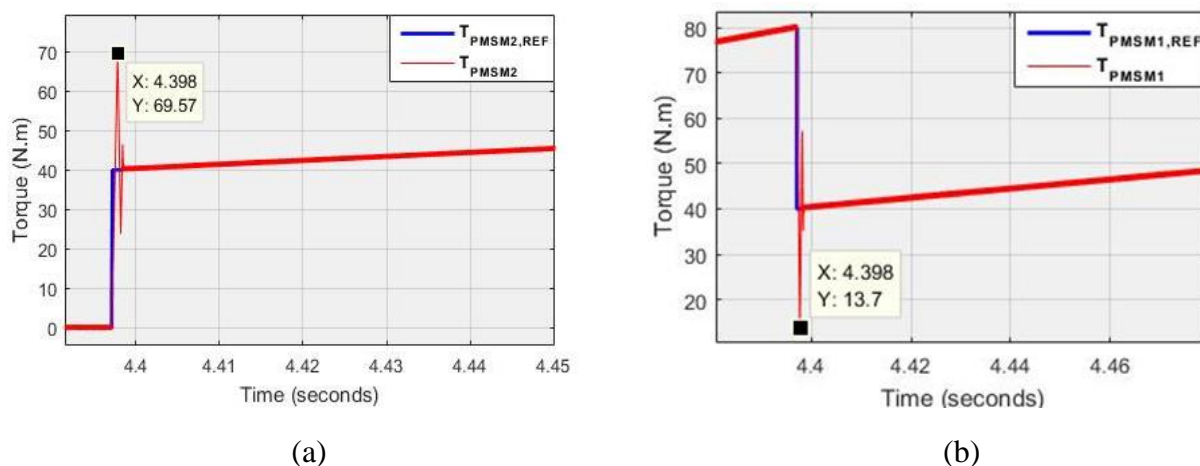 T_PMSM2,REF
T_PMSM2
X: 4.398
Y: 69.57
70
60
50
40
30
20
10
0
Torque (N.m)
4.4
4.41
4.42
4.43
4.44
4.45
Time (seconds)
(a)
T_PMSM1,REF
T_PMSM1
80
70
60
50
40
30
20
Torque (N.m)
X: 4.398
Y: 13.7
4.4
4.42
4.44
4.46
Time (seconds)
(b)